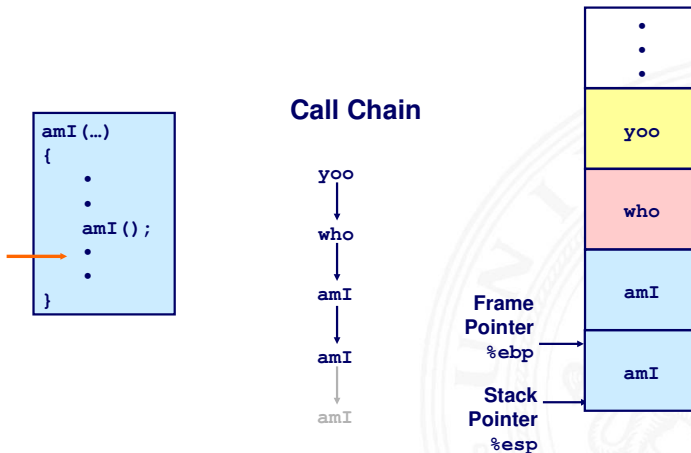 amI(…)
{
•
•
amI();
•
•
}
Call Chain
yoo
who
amI
amI
amI
•
•
•
yoo
who
amI
amI
Frame
Pointer
%ebp
Stack
Pointer
%esp
UNI